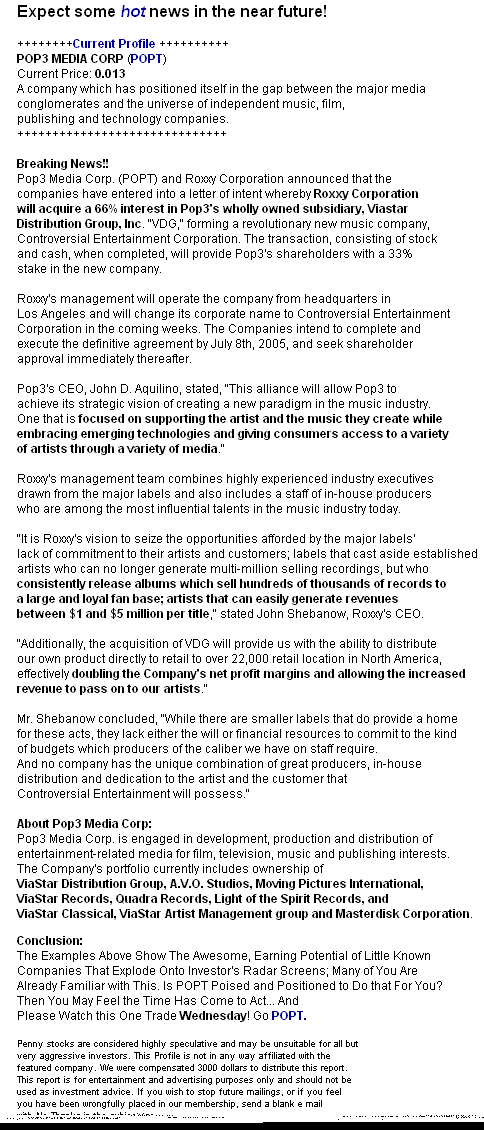 Expect some hot news in the near future!
++++++++Current Profile ++++++++++
POP3 MEDIA CORP (POPT)
Current Price: 0.013
A company which has positioned itself in the gap between the major media
conglomerates and the universe of independent music, film,
publishing and technology companies.
++++++++++++++++++++++++++++++
Breaking News!!
Pop3 Media Corp. (POPT) and Roxxy Corporation announced that the
companies have entered into a letter of intent whereby Roxxy Corporation
will acquire a 66% interest in Pop3's wholly owned subsidiary, Viastar
Distribution Group, Inc. "VDG," forming a revolutionary new music company,
Controversial Entertainment Corporation. The transaction, consisting of stock
and cash, when completed, will provide Pop3's shareholders with a 33%
stake in the new company.
Roxxy's management will operate the company from headquarters in
Los Angeles and will change its corporate name to Controversial Entertainment
Corporation in the coming weeks. The Companies intend to complete and
execute the definitive agreement by July 8th, 2005, and seek shareholder
approval immediately thereafter.
Pop3's CEO, John D. Aquilino, stated, "This alliance will allow Pop3 to
achieve its strategic vision of creating a new paradigm in the music industry.
One that is focused on supporting the artist and the music they create while
embracing emerging technologies and giving consumers access to a variety
of artists through a variety of media."
Roxxy's management team combines highly experienced industry executives
drawn from the major labels and also includes a staff of in-house producers
who are among the most influential talents in the music industry today.
"It is Roxxy's vision to seize the opportunities afforded by the major labels'
lack of commitment to their artists and customers; labels that cast aside established
artists who can no longer generate multi-million selling recordings, but who
consistently release albums which sell hundreds of thousands of records to
a large and loyal fan base; artists that can easily generate revenues
between $1 and $5 million per title," stated John Shebanow, Roxxy's CEO.
"Additionally, the acquisition of VDG will provide us with the ability to distribute
our own product directly to retail to over 22,000 retail location in North America,
effectively doubling the Company's net profit margins and allowing the increased
revenue to pass on to our artists."
Mr. Shebanow concluded, "While there are smaller labels that do provide a home
for these acts, they lack either the will or financial resources to commit to the kind
of budgets which producers of the caliber we have on staff require.
And no company has the unique combination of great producers, in-house
distribution and dedication to the artist and the customer that
Controversial Entertainment will possess."
About Pop3 Media Corp:
Pop3 Media Corp. is engaged in development, production and distribution of
entertainment-related media for film, television, music and publishing interests.
The Company's portfolio currently includes ownership of
ViaStar Distribution Group, A.V.O. Studios, Moving Pictures International,
ViaStar Records, Quadra Records, Light of the Spirit Records, and
ViaStar Classical, ViaStar Artist Management group and Masterdisk Corporation.
Conclusion:
The Examples Above Show The Awesome, Earning Potential of Little Known
Companies That Explode Onto Investor's Radar Screens; Many of You Are
Already Familiar with This. Is POPT Poised and Positioned to Do that For You?
Then You May Feel the Time Has Come to Act... And
Please Watch this One Trade Wednesday! Go POPT.
Penny stocks are considered highly speculative and may be unsuitable for all but
very aggressive investors. This Profile is not in any way affiliated with the
featured company. We were compensated 3000 dollars to distribute this report.
This report is for entertainment and advertising purposes only and should not be
used as investment advice. If you wish to stop future mailings, or if you feel
you have been wrongfully placed in our membership, send a blank e mail